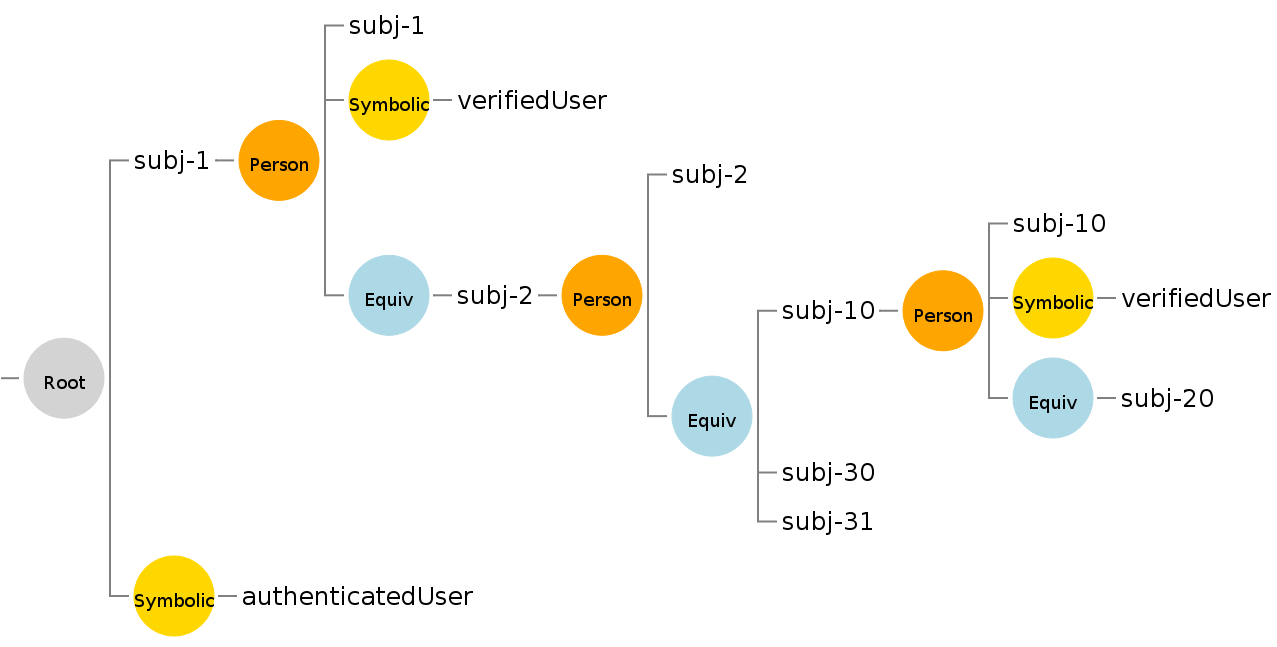 subj-1
Symbolic verifiedUser
subj-1 Person
subj-2
subj-10
Equiv subj-2 Person
Symbolic verifiedUser
subj-10 Person
Root
Equiv subj-20
Equiv
subj-30
subj-31
Symbolic authenticatedUser